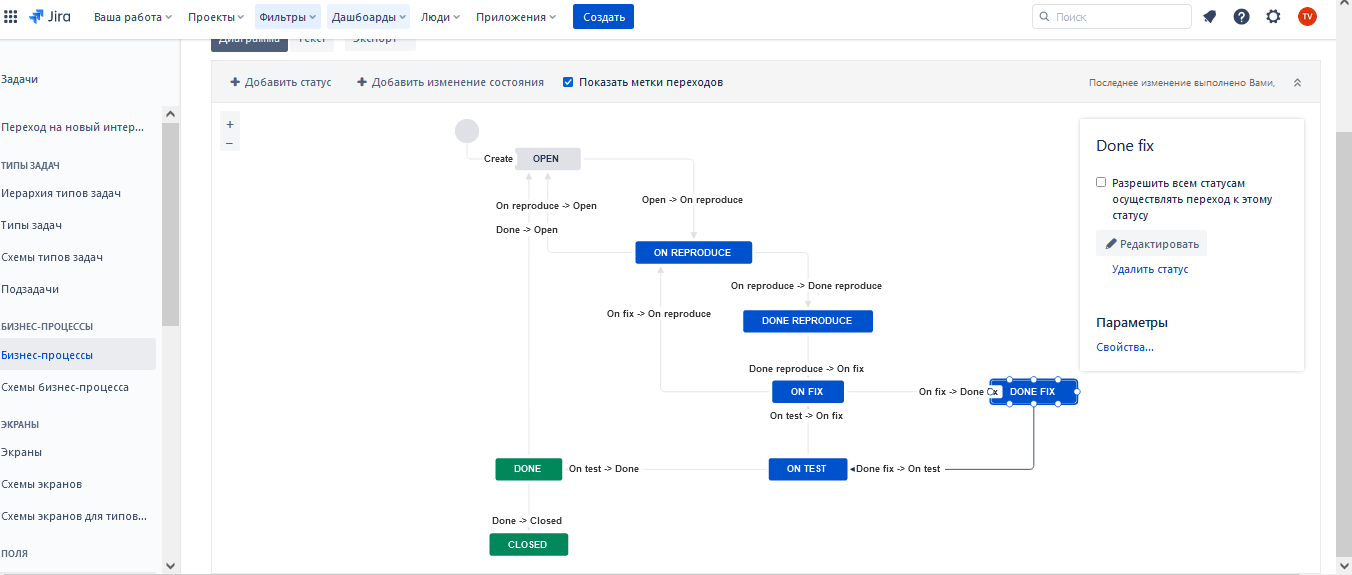 Jira
Ваша работа
Проекты
Фильтры
Дашборды
Люди
Приложения
Создать
Поиск
TV
Задачи
Переход на новый интер...
ТИПЫ ЗАДАЧ
Иерархия типов задач
Типы задач
Схемы типов задач
Подзадачи
БИЗНЕС-ПРОЦЕССЫ
Бизнес-процессы
Схемы бизнес-процесса
ЭКРАНЫ
Экраны
Схемы экранов
Схемы экранов для типов...
ПОЛЯ
Диаграмма
Текст
Экспорт
+ Добавить статус
+ Добавить изменение состояния
Показать метки переходов
Последнее изменение выполнено Вами,
+
−
Create
OPEN
On reproduce -> Open
Open -> On reproduce
Done -> Open
ON REPRODUCE
On reproduce -> Done reproduce
On fix -> On reproduce
DONE REPRODUCE
Done reproduce -> On fix
ON FIX
On fix -> Done
DONE FIX
On test -> On fix
DONE
On test -> Done
ON TEST
Done fix -> On test
Done -> Closed
CLOSED
Done fix
Разрешить всем статусам
осуществлять переход к этому
статусу
Редактировать
Удалить статус
Параметры
Свойства...